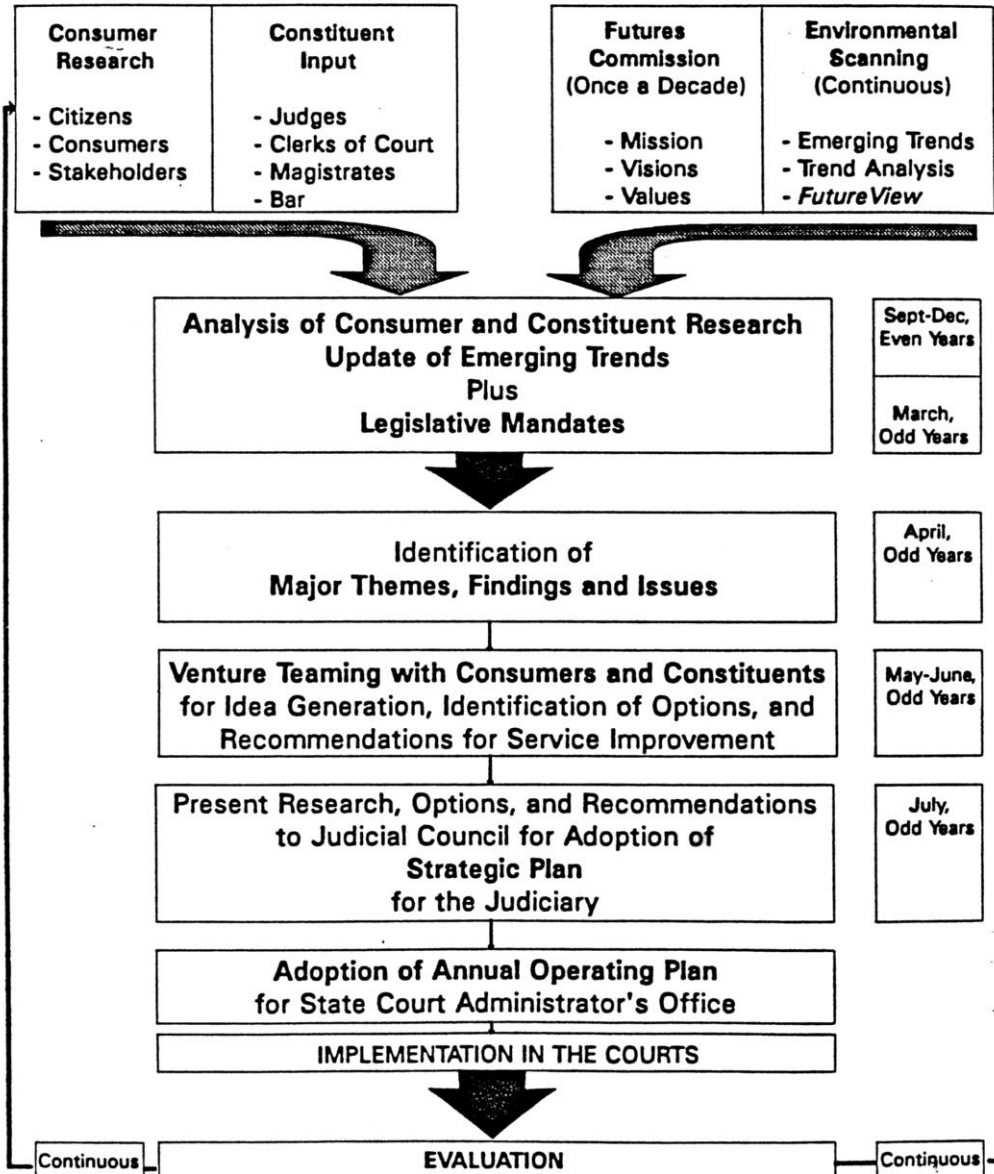 Consumer
Research
- Citizens
- Consumers
- Stakeholders
Constituent
Input
- Judges
- Clerks of Court
- Magistrates
- Bar
Futures
Commission
(Once a Decade)
- Mission
- Visions
- Values
Environmental
Scanning
(Continuous)
- Emerging Trends
- Trend Analysis
- FutureView
Analysis of Consumer and Constituent Research
Update of Emerging Trends
Plus
Legislative Mandates
Sept-Dec,
Even Years
March,
Odd Years
Identification of
Major Themes, Findings and Issues
April,
Odd Years
Venture Teaming with Consumers and Constituents
for Idea Generation, Identification of Options, and
Recommendations for Service Improvement
May-June,
Odd Years
Present Research, Options, and Recommendations
to Judicial Council for Adoption of
Strategic Plan
for the Judiciary
July,
Odd Years
Adoption of Annual Operating Plan
for State Court Administrator's Office
IMPLEMENTATION IN THE COURTS
Continuous
EVALUATION
Continuous